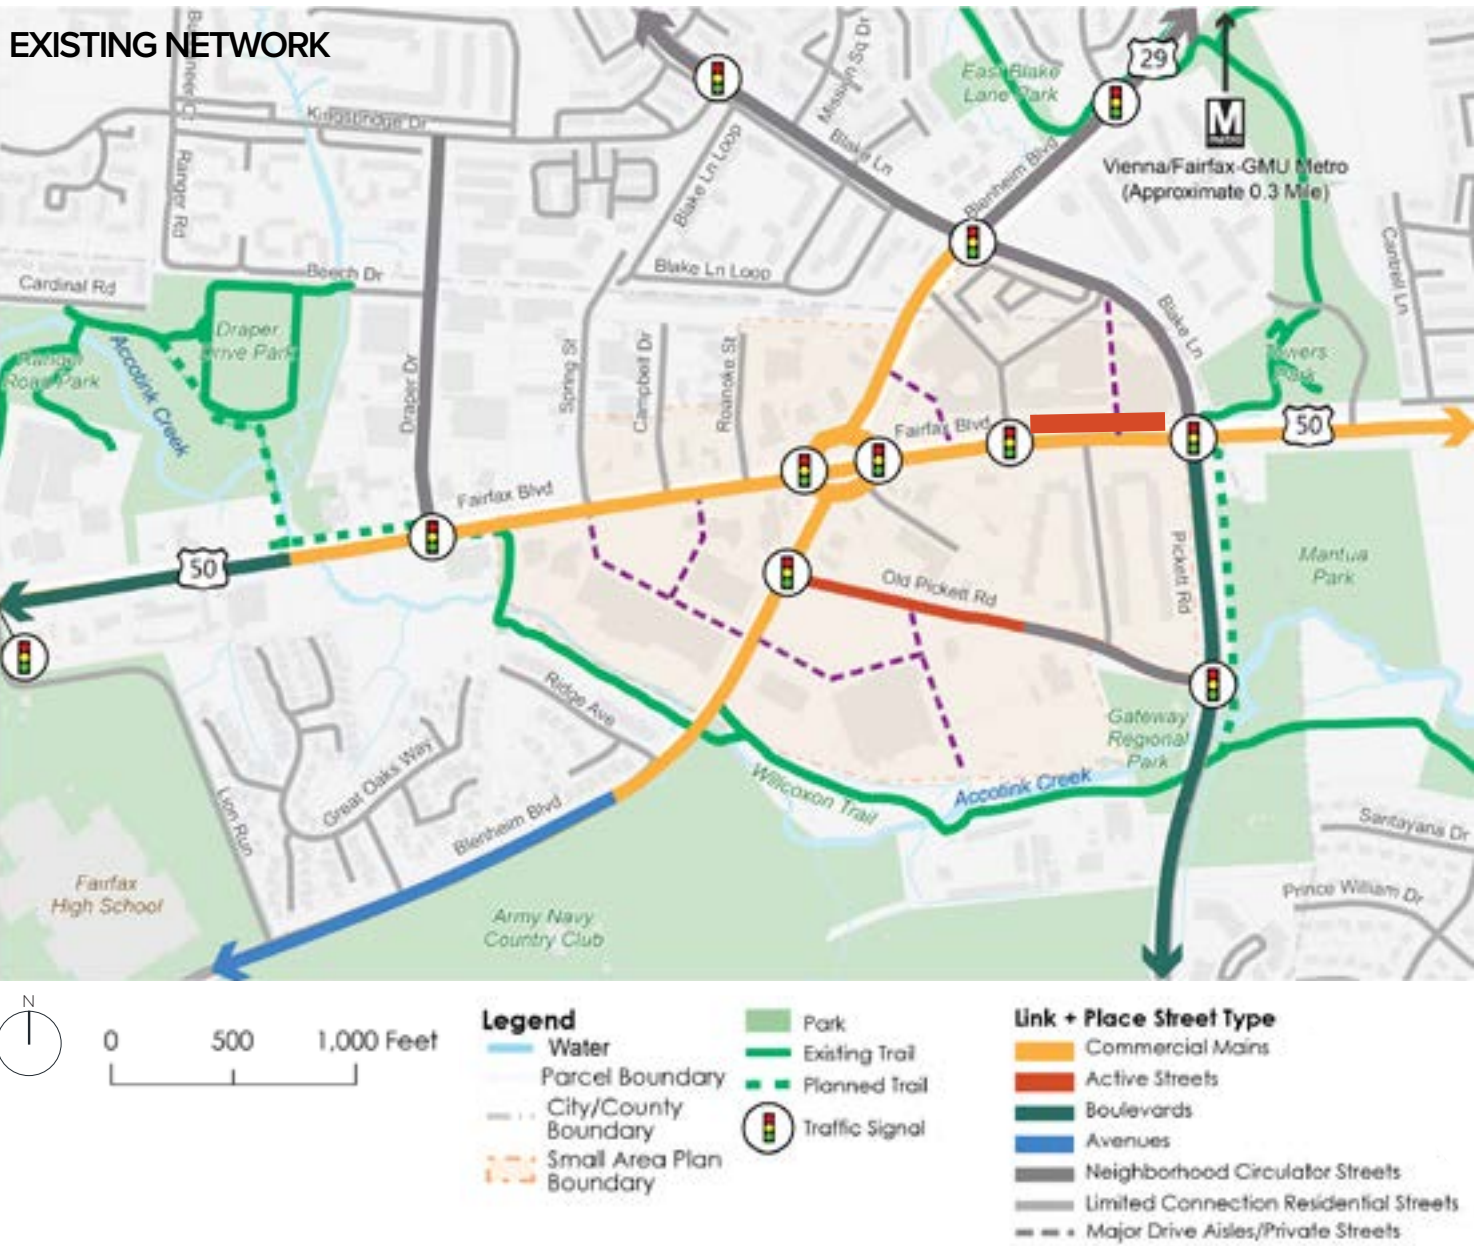 EXISTING NETWORK
Mission Sq Dr
29
East Blake
Lane Park
Kingsbridge Dr
M
metro
Blake Ln
Vienna/Fairfax-GMU Metro
(Approximate 0.3 Mile)
Ranger Rd
Blake Ln Loop
Blenheim Blvd
Cantrell Ln
Beech Dr
Blake Ln Loop
Cardinal Rd
Draper
Drive Park
Blake Ln
Accotink Creek
Ranger
Road Park
Draper Dr
Spring St
Campbell Dr
Roanoke St
Towers
Park
Fairfax Blvd
50
Fairfax Blvd
50
Pickett Rd
Mantua
Park
Old Pickett Rd
Ridge Ave
Gateway
Regional
Park
Great Oaks Way
Willcoxon Trail
Accotink Creek
Lion Run
Blenheim Blvd
Santayana Dr
Fairfax
High School
Prince William Dr
Army Navy
Country Club
N
0 500 1,000 Feet
Legend
Water
Parcel Boundary
City/County
Boundary
Small Area Plan
Boundary
Park
Existing Trail
Planned Trail
Traffic Signal
Link + Place Street Type
Commercial Mains
Active Streets
Boulevards
Avenues
Neighborhood Circulator Streets
Limited Connection Residential Streets
Major Drive Aisles/Private Streets